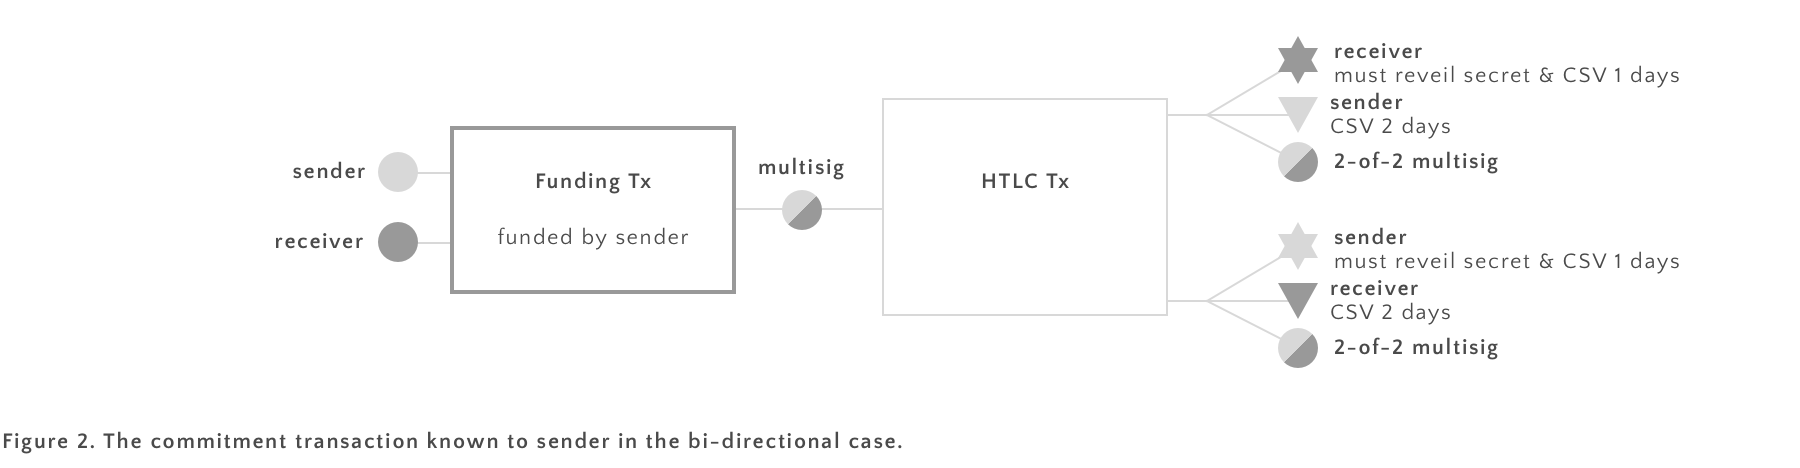 sender
receiver
Funding Tx
funded by sender
multisig
HTLC Tx
receiver
must reveil secret & CSV 1 days
sender
CSV 2 days
2-of-2 multisig
sender
must reveil secret & CSV 1 days
receiver
CSV 2 days
2-of-2 multisig
Figure 2. The commitment transaction known to sender in the bi-directional case.